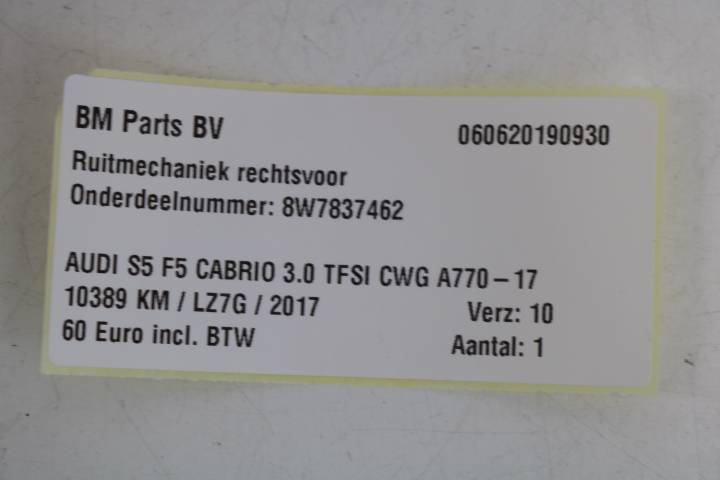 BM Parts BV 060620190930
Ruitmechaniek rechtsvoor
Onderdeelnummer: 8W7837462
AUDI S5 F5 CABRIO 3.0 TFSI CWG A770-17
10389 KM / LZ7G / 2017 Verz: 10
60 Euro incl. BTW Aantal: 1